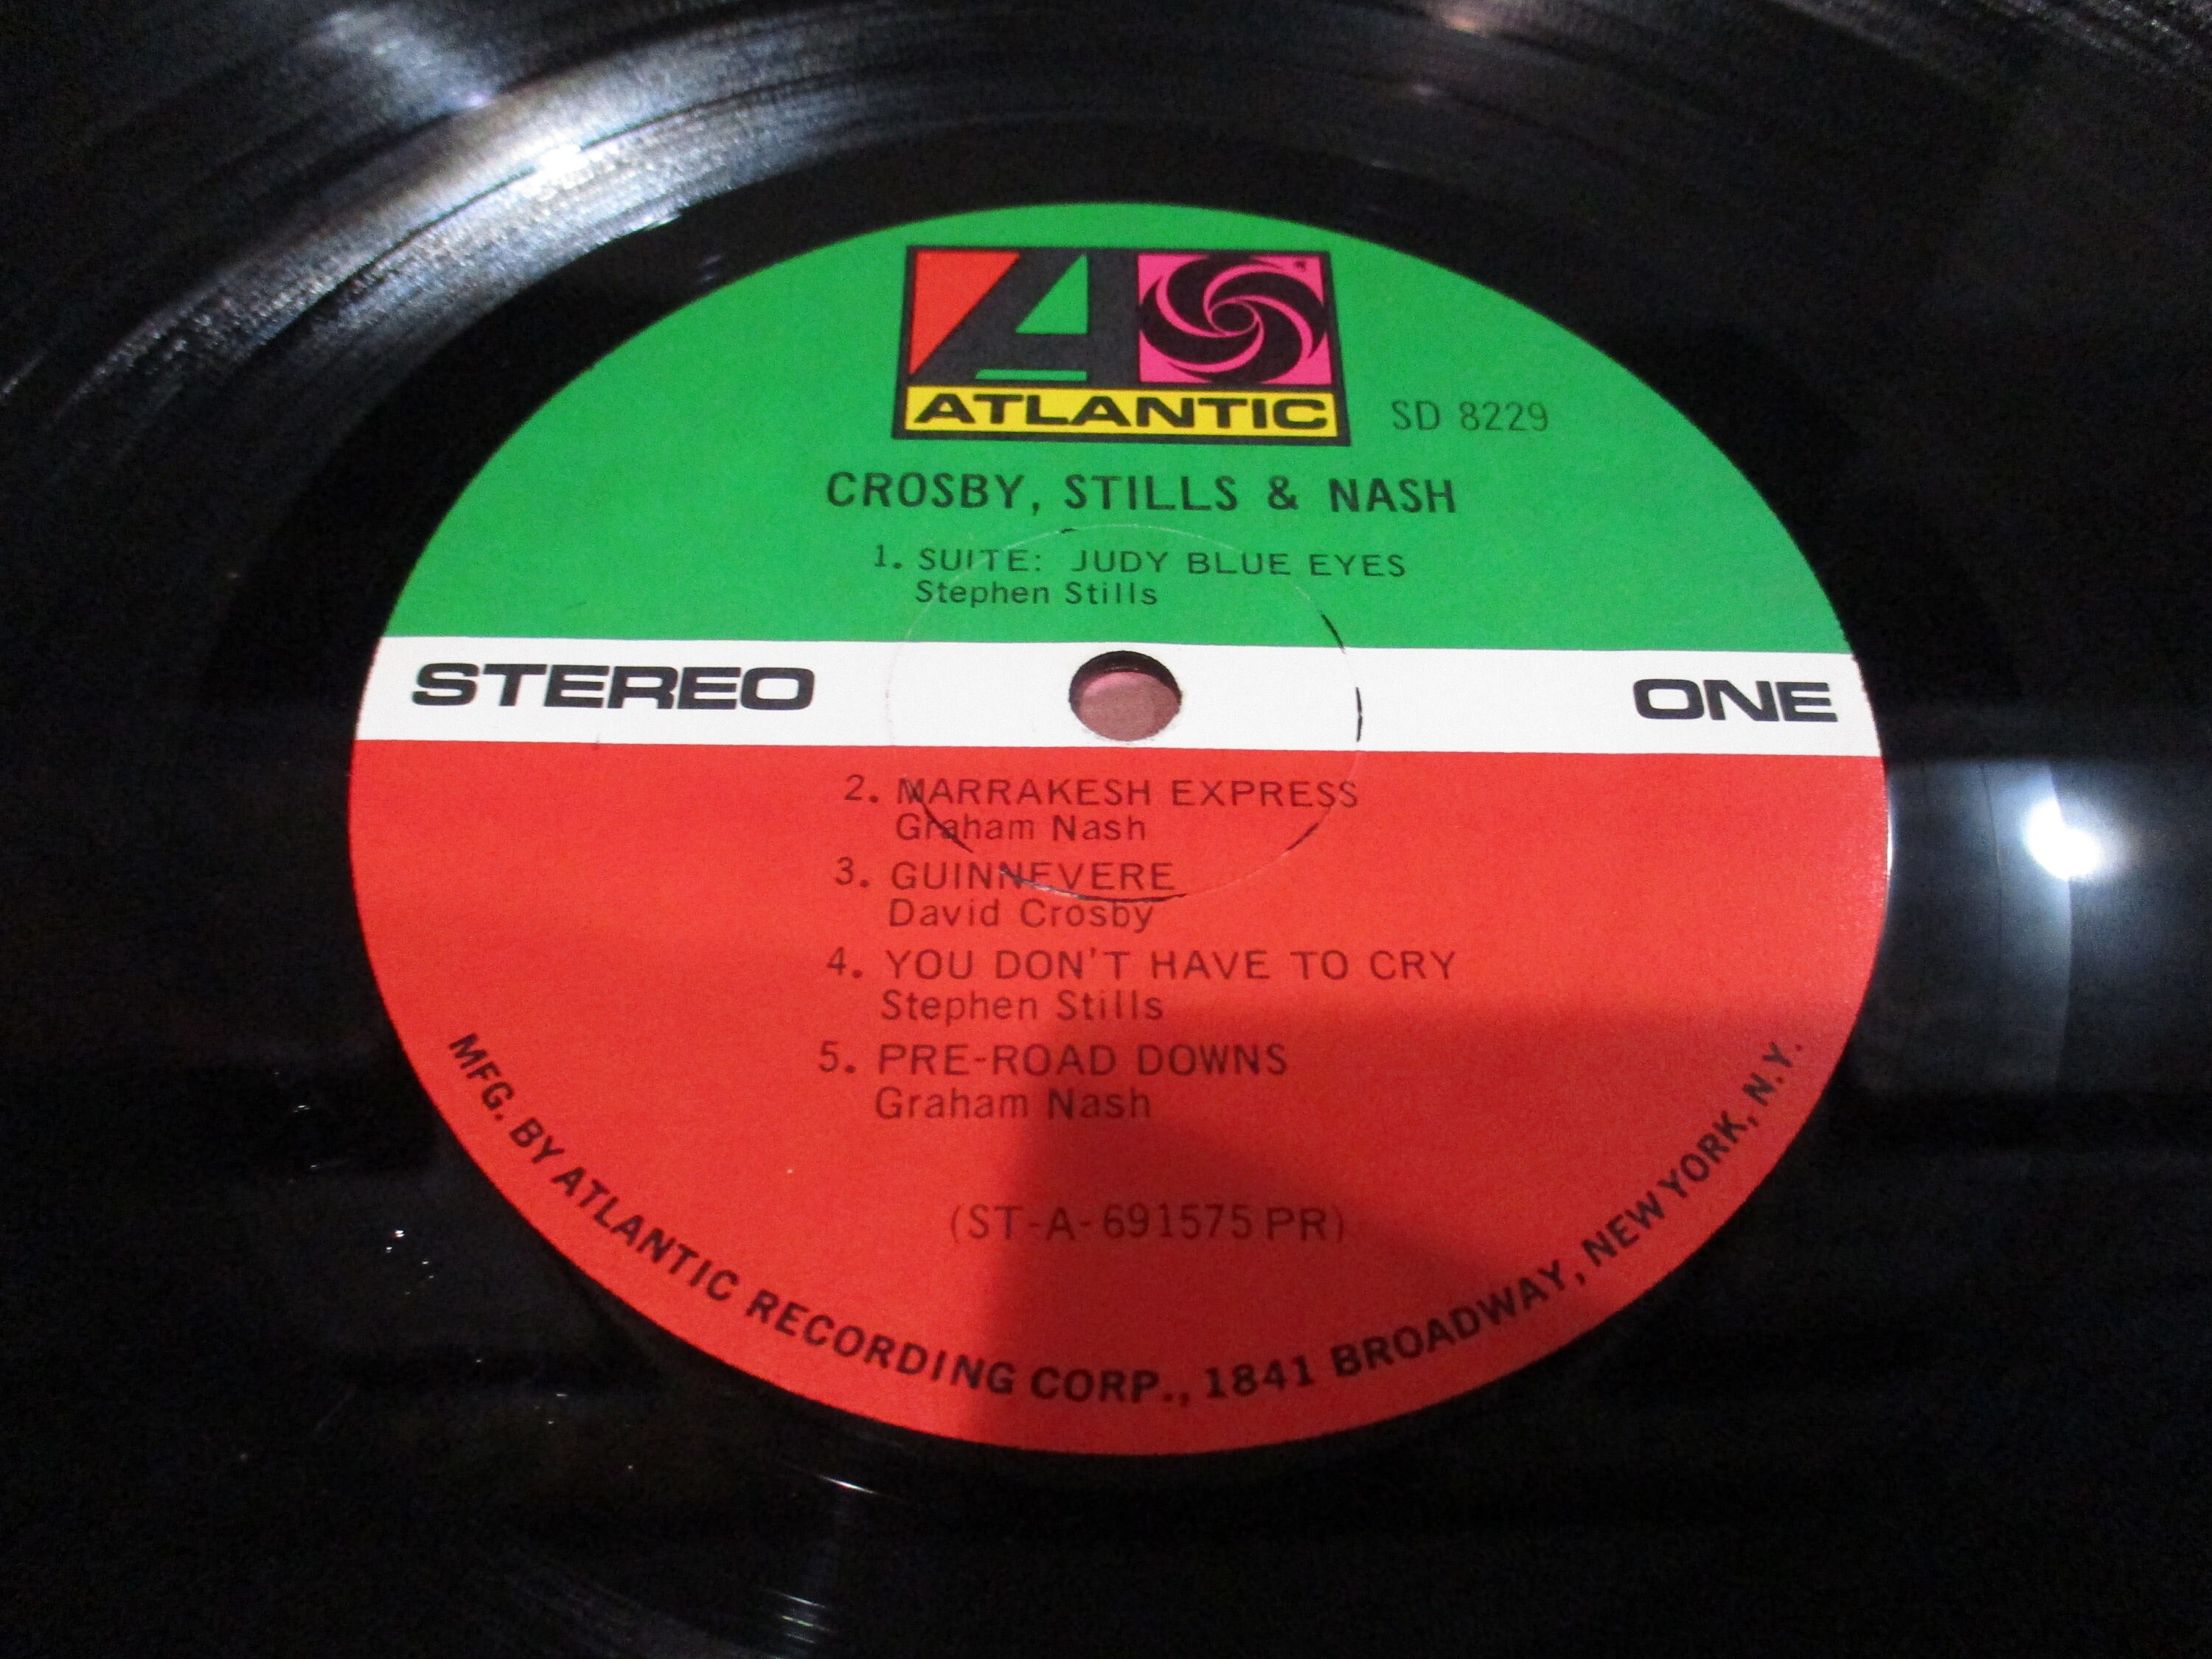 ATLANTIC
SD 8229
CROSBY, STILLS & NASH
1. SUITE: JUDY BLUE EYES
Stephen Stills
STEREO
ONE
2. MARRAKESH EXPRESS
Graham Nash
3. GUINNEVERE
David Crosby
4. YOU DON'T HAVE TO CRY
Stephen Stills
5. PRE-ROAD DOWNS
Graham Nash
(ST-A-691575 PR)
MFG. BY ATLANTIC RECORDING CORP., 1841 BROADWAY, NEW YORK, N.Y.